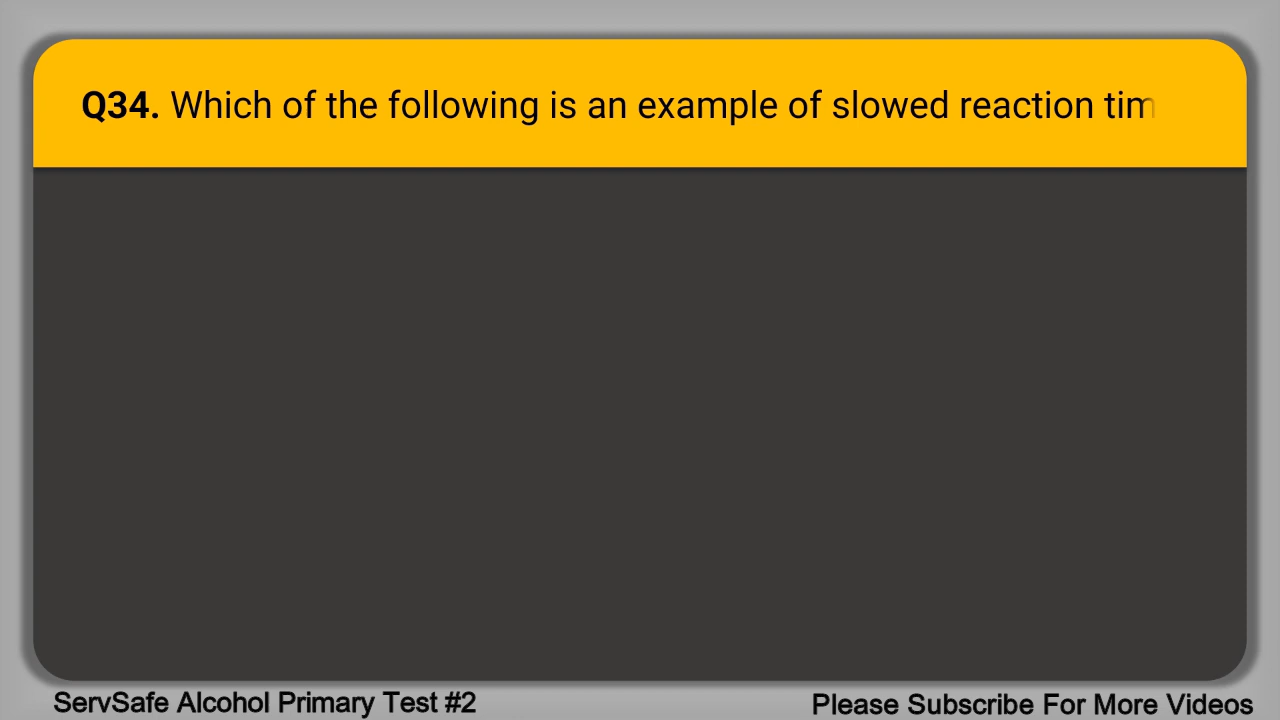 Q34. Which of the following is an example of slowed reaction tim
ServSafe Alcohol Primary Test #2
Please Subscribe For More Videos